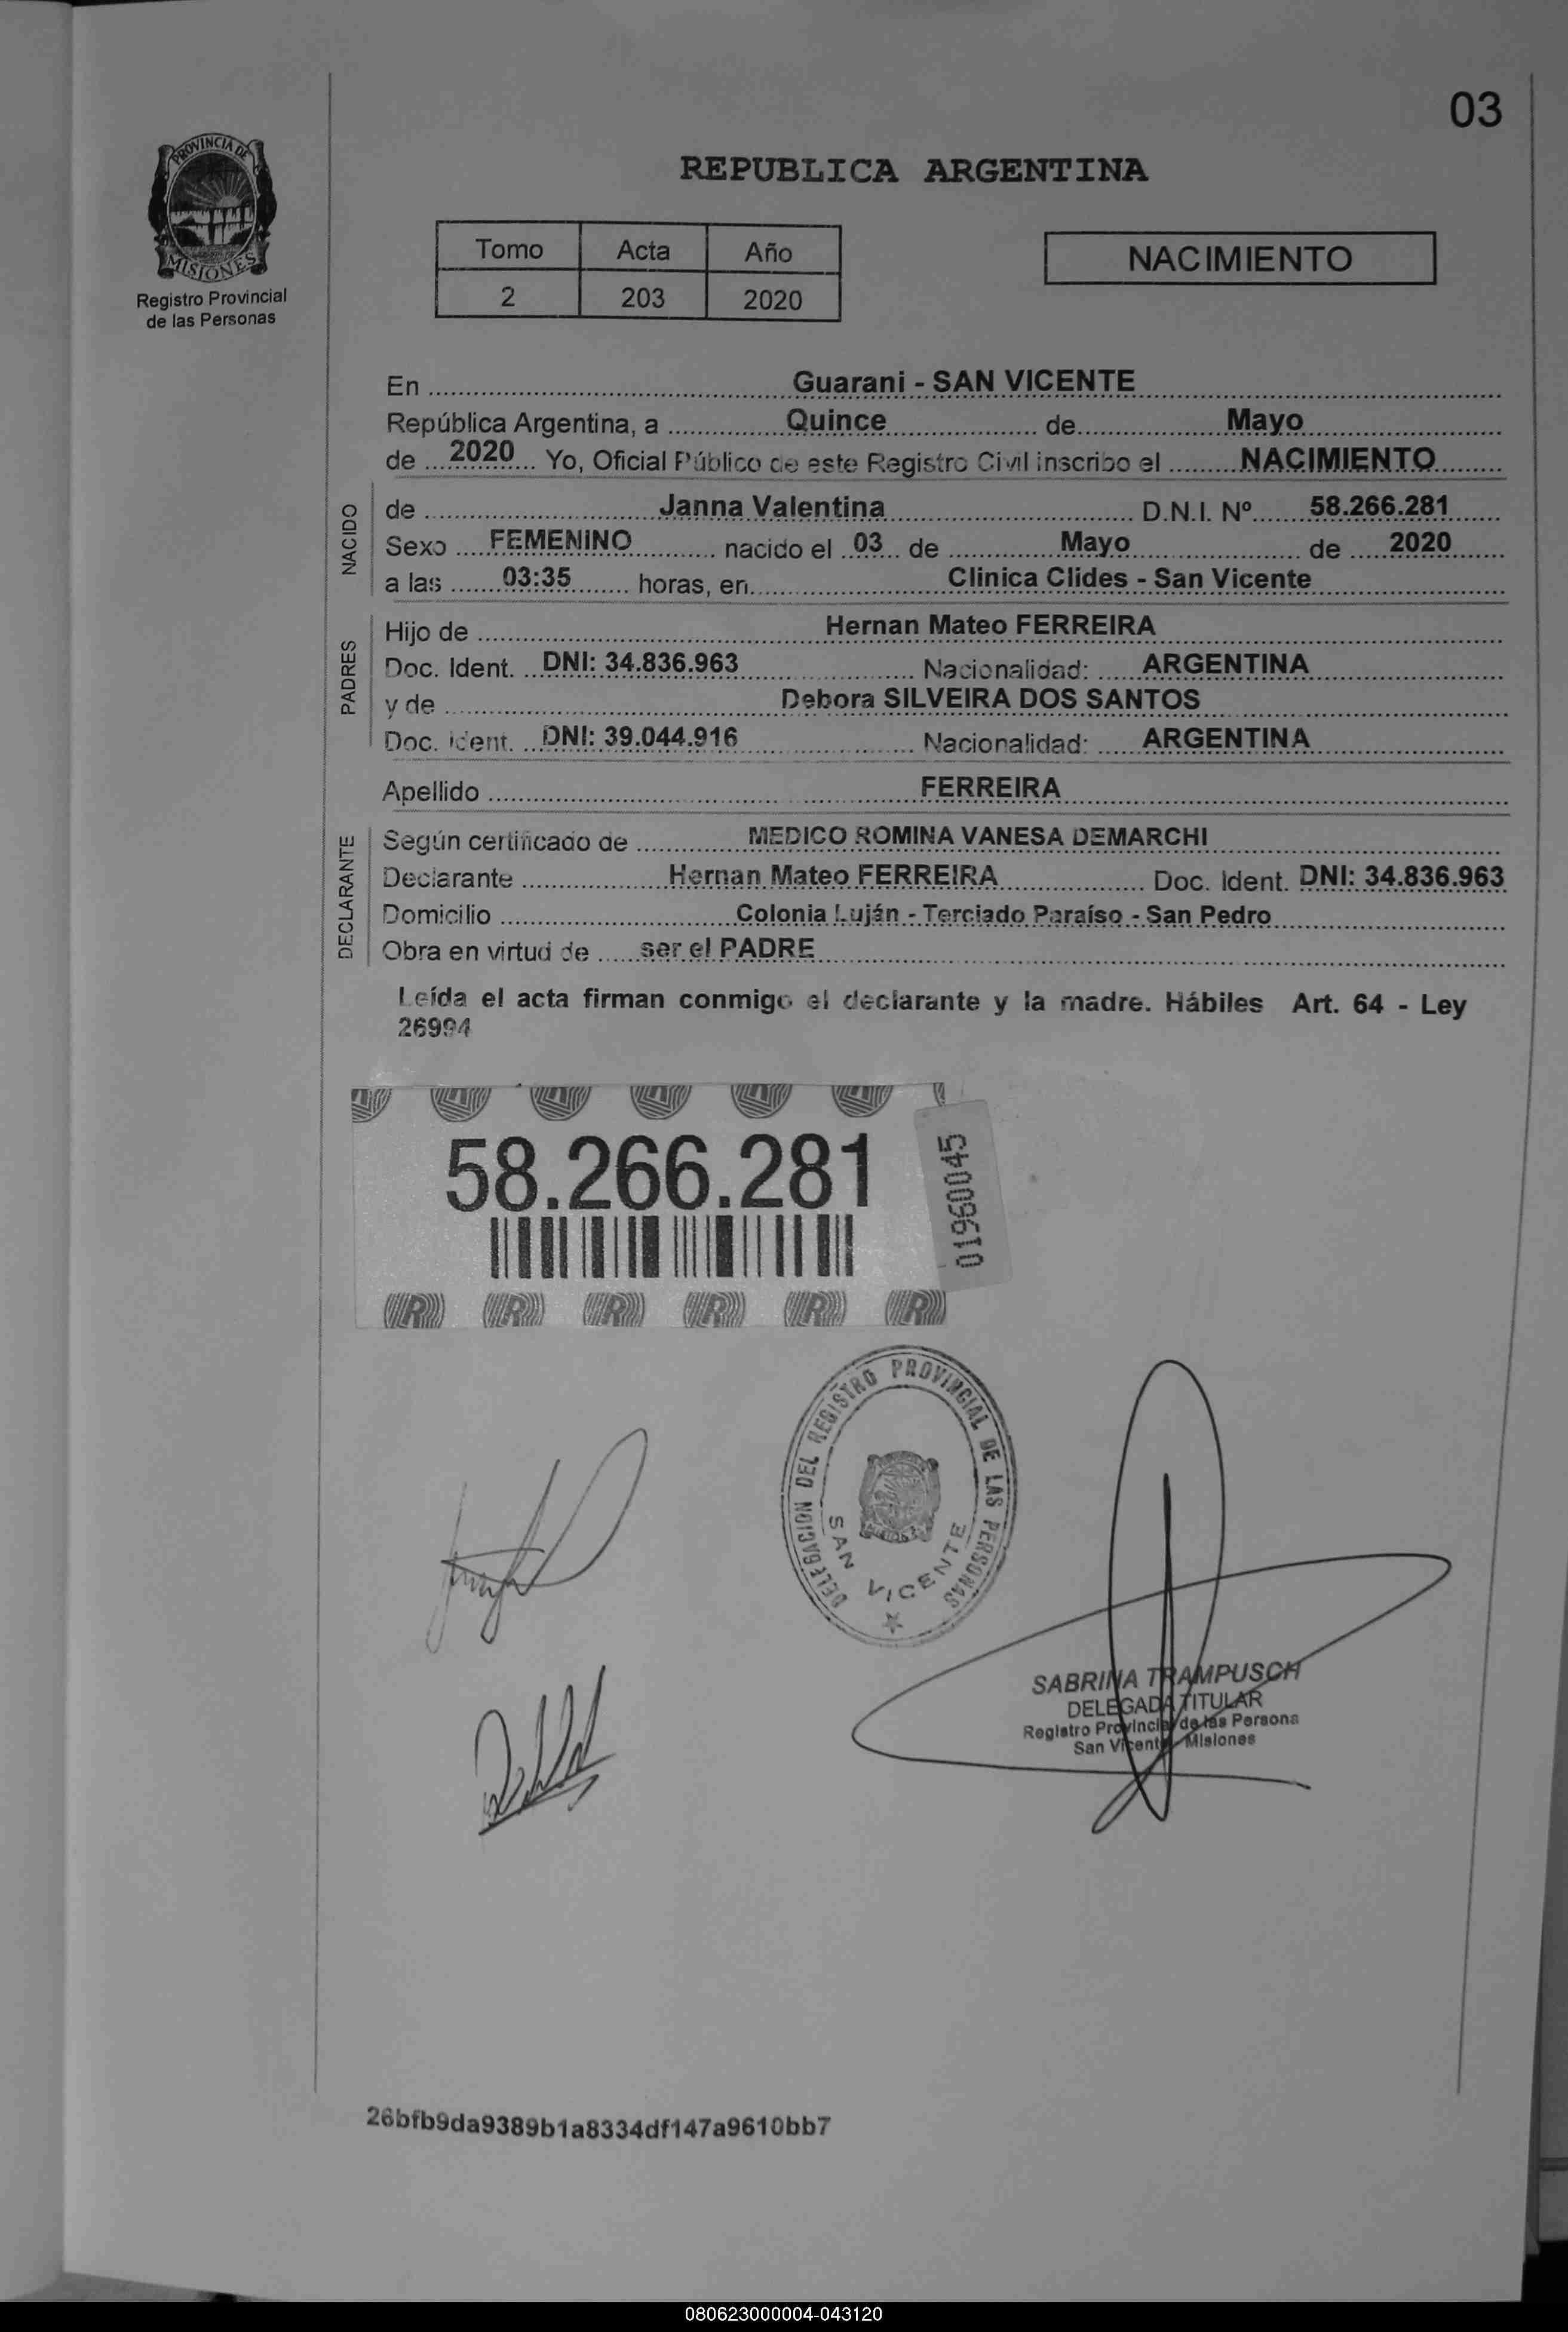 03
PROVINCIA DE
MISIONES
Registro Provincial
de las Personas
REPUBLICA ARGENTINA
Tomo Acta Año
2 203 2020
NACIMIENTO
En Guarani - SAN VICENTE
República Argentina, a Quince de Mayo
de 2020 Yo, Oficial Público de este Registro Civil inscribo el NACIMIENTO
NACIDO
de Janna Valentina D.N.I. Nº 58.266.281
Sexo FEMENINO nacido el 03 de Mayo de 2020
a las 03:35 horas, en Clinica Clides - San Vicente
PADRES
Hijo de Hernan Mateo FERREIRA
Doc. Ident. DNI: 34.836.963 Nacionalidad: ARGENTINA
y de Debora SILVEIRA DOS SANTOS
Doc. Ident. DNI: 39.044.916 Nacionalidad: ARGENTINA
Apellido FERREIRA
DECLARANTE
Según certificado de MEDICO ROMINA VANESA DEMARCHI
Declarante Hernan Mateo FERREIRA Doc. Ident. DNI: 34.836.963
Domicilio Colonia Luján - Terciado Paraíso - San Pedro
Obra en virtud de ser el PADRE
Leída el acta firman conmigo el declarante y la madre. Hábiles Art. 64 - Ley
26994
58.266.281
01960045
DELEGACION DEL REGISTRO PROVINCIAL DE LAS PERSONAS
SAN VICENTE
SABRINA TRAMPUSCH
DELEGADA TITULAR
Registro Provincial de las Persona
San Vicente Misiones
26bfb9da9389b1a8334df147a9610bb7
080623000004-043120